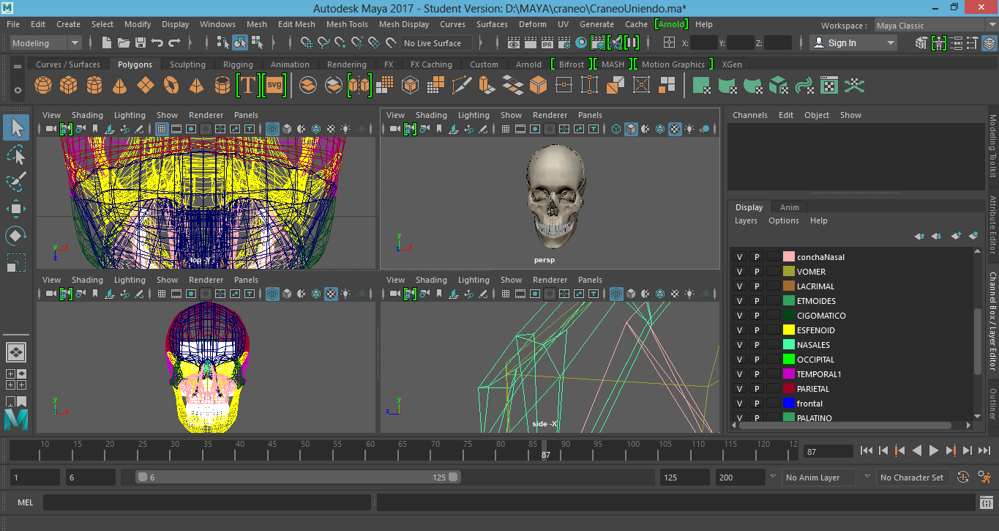 Autodesk Maya 2017 - Student Version: D:\MAYA\craneo\CraneoUniendo.ma*
File Edit Create Select Modify Display Windows Mesh Edit Mesh Mesh Tools Mesh Display Curves Surfaces Deform UV Generate Cache [Arnold] Help Workspace : Maya Classic
Modeling No Live Surface X: Y: Z: Sign In
Curves / Surfaces Polygons Sculpting Rigging Animation Rendering FX FX Caching Custom Arnold [ Bifrost ] [ MASH ] [ Motion Graphics ] XGen
T svg
View Shading Lighting Show Renderer Panels
top -Y
View Shading Lighting Show Renderer Panels
persp
View Shading Lighting Show Renderer Panels
View Shading Lighting Show Renderer Panels
side -X
Channels Edit Object Show
Display Anim
Layers Options Help
V P conchaNasal
V P VOMER
V P LACRIMAL
V P ETMOIDES
V P CIGOMATICO
V P ESFENOID
V P NASALES
V P OCCIPITAL
V P TEMPORAL1
V P PARIETAL
V P frontal
V P PALATINO
Modeling Toolkit
Attribute Editor
Channel Box / Layer Editor
Outliner
10 15 20 25 30 35 40 45 50 55 60 65 70 75 80 85 90 95 100 105 110 115 120 12
87 87
1 6 6 125 125 200 No Anim Layer No Character Set
MEL